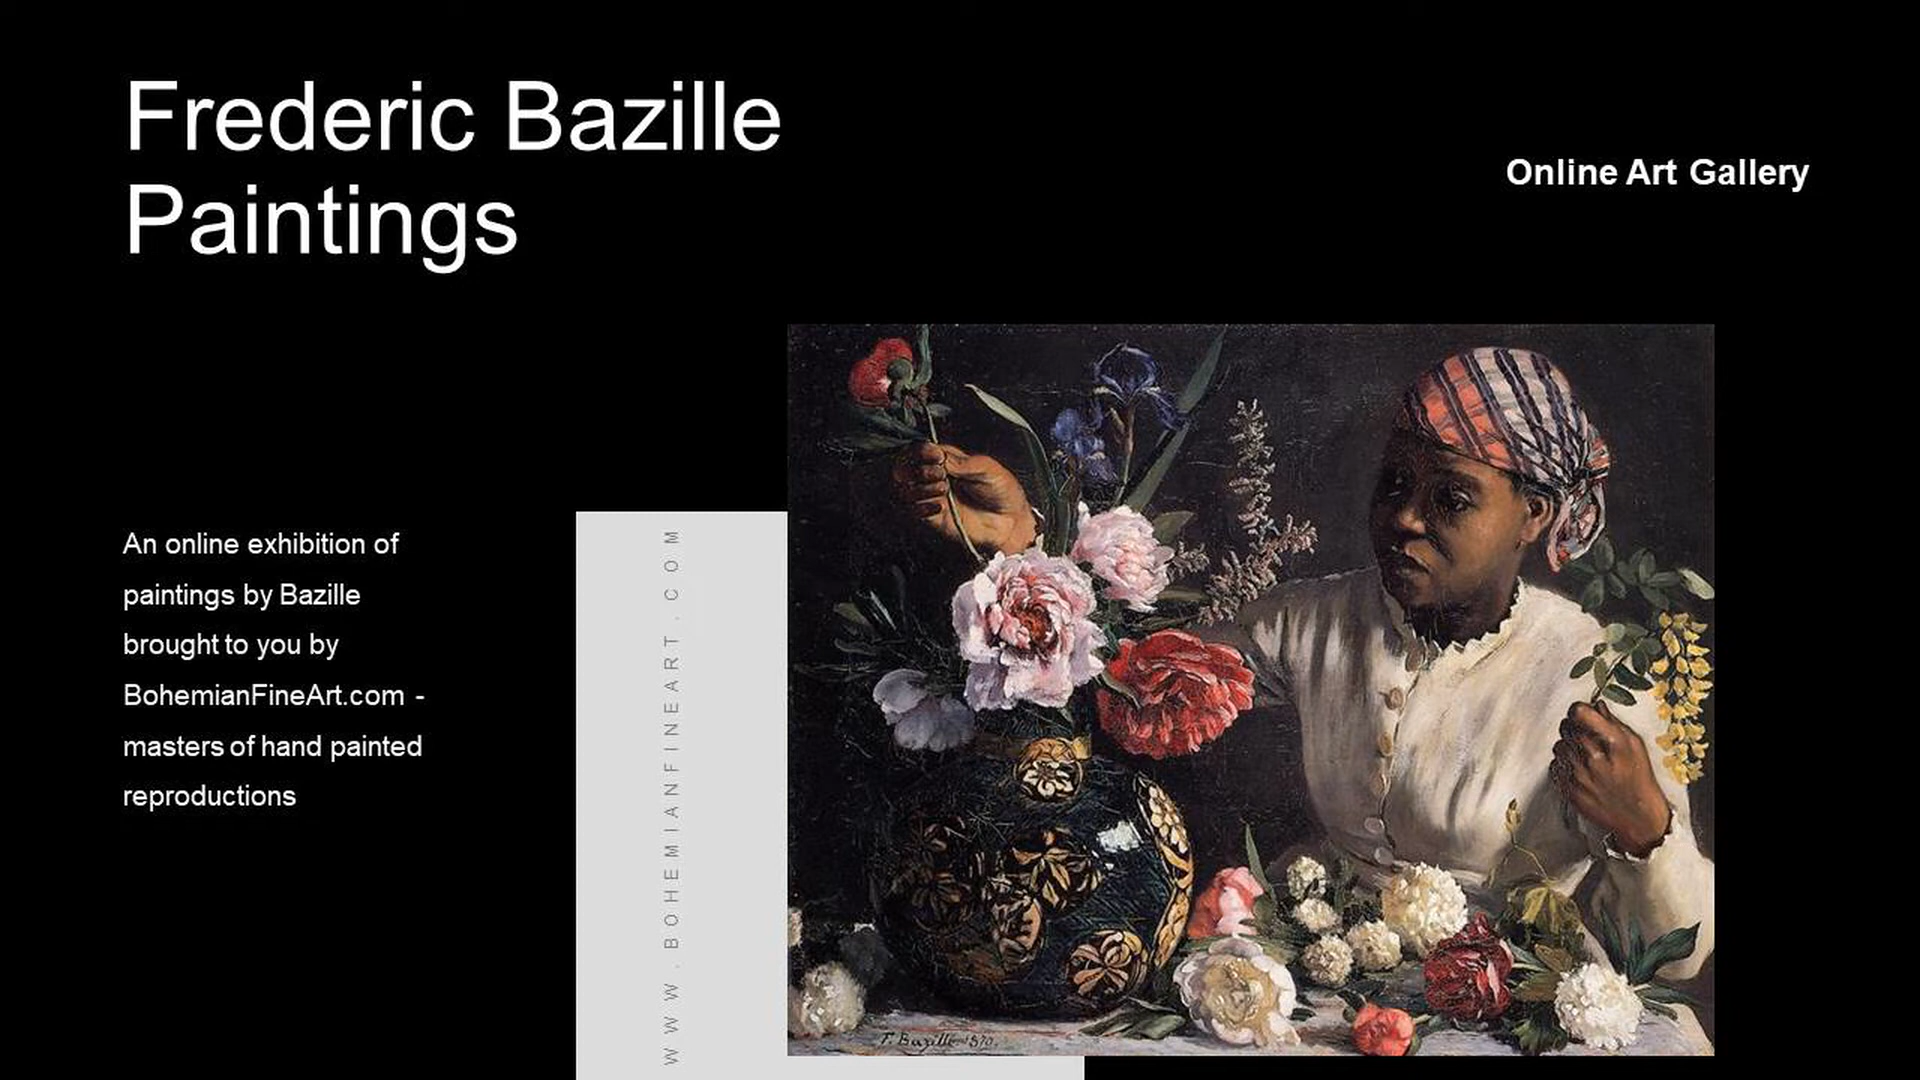 Frederic Bazille
Paintings
Online Art Gallery
An online exhibition of
paintings by Bazille
brought to you by
BohemianFineArt.com -
masters of hand painted
reproductions
WWW.BOHEMIANFINEART.COM
F. Bazille 1870.